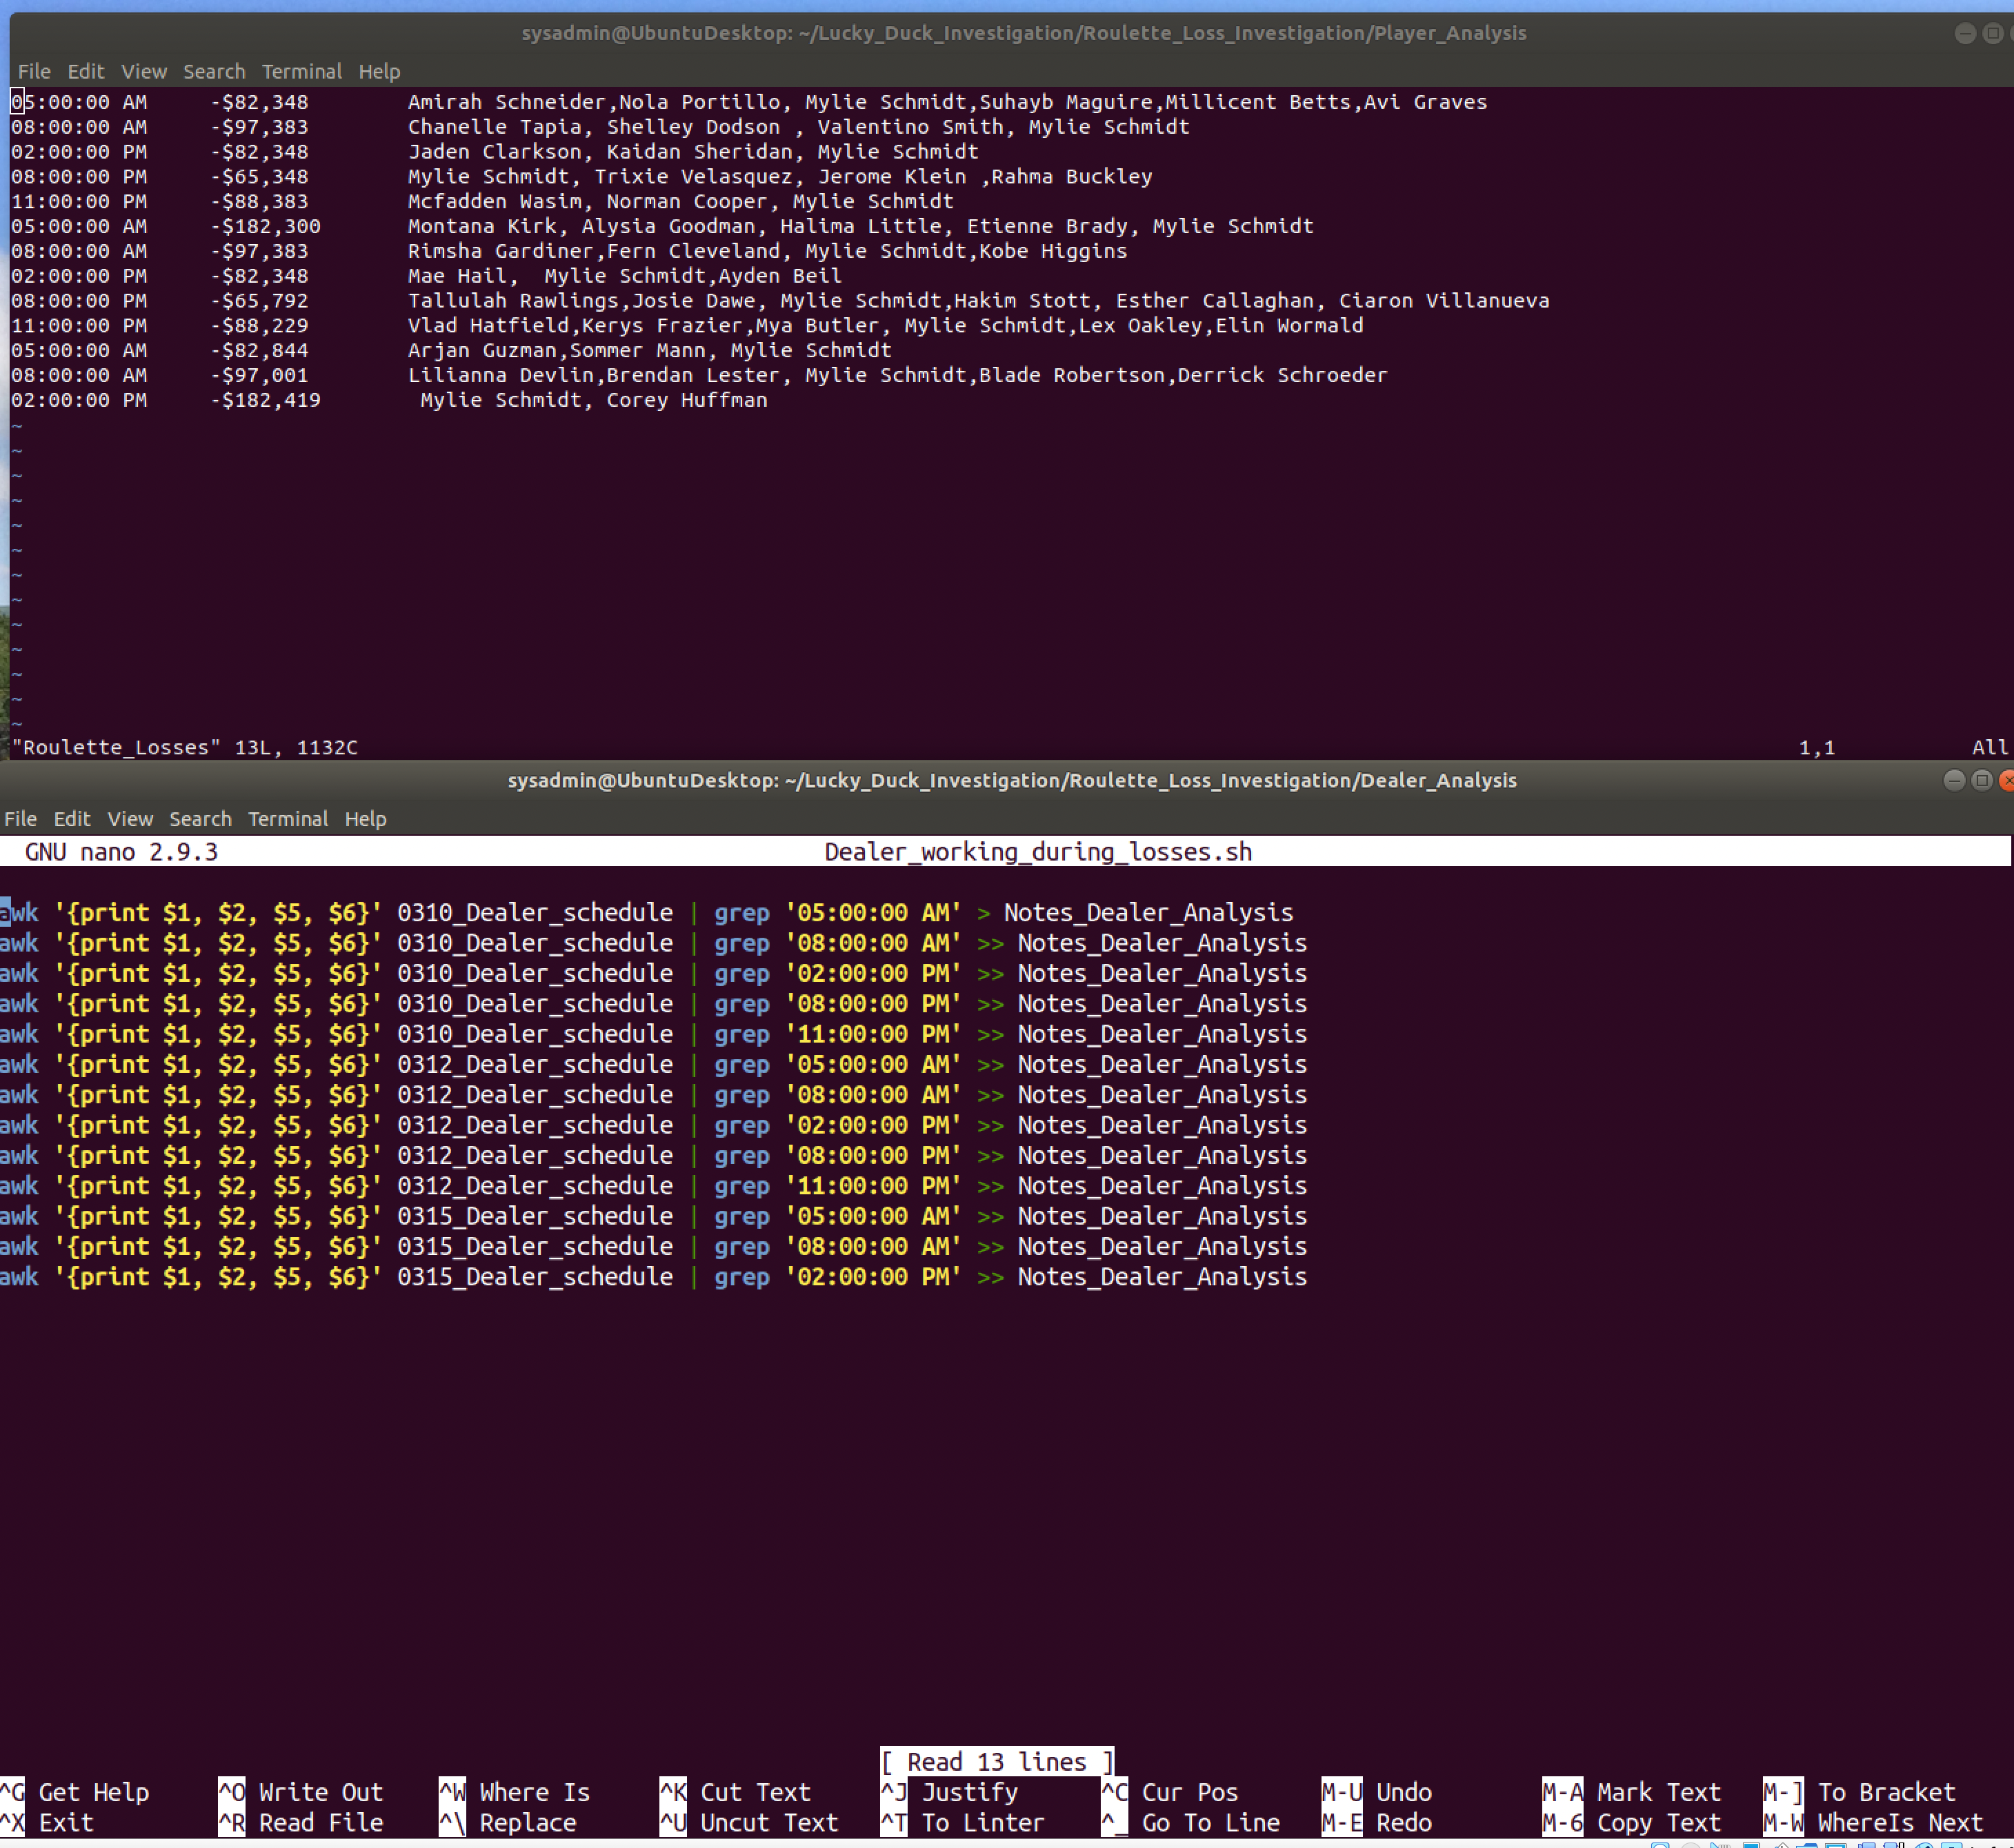 sysadmin@UbuntuDesktop: ~/Lucky_Duck_Investigation/Roulette_Loss_Investigation/Player_Analysis
File Edit View Search Terminal Help
05:00:00 AM -$82,348 Amirah Schneider,Nola Portillo, Mylie Schmidt,Suhayb Maguire,Millicent Betts,Avi Graves
08:00:00 AM -$97,383 Chanelle Tapia, Shelley Dodson , Valentino Smith, Mylie Schmidt
02:00:00 PM -$82,348 Jaden Clarkson, Kaidan Sheridan, Mylie Schmidt
08:00:00 PM -$65,348 Mylie Schmidt, Trixie Velasquez, Jerome Klein ,Rahma Buckley
11:00:00 PM -$88,383 Mcfadden Wasim, Norman Cooper, Mylie Schmidt
05:00:00 AM -$182,300 Montana Kirk, Alysia Goodman, Halima Little, Etienne Brady, Mylie Schmidt
08:00:00 AM -$97,383 Rimsha Gardiner,Fern Cleveland, Mylie Schmidt,Kobe Higgins
02:00:00 PM -$82,348 Mae Hail,  Mylie Schmidt,Ayden Beil
08:00:00 PM -$65,792 Tallulah Rawlings,Josie Dawe, Mylie Schmidt,Hakim Stott, Esther Callaghan, Ciaron Villanueva
11:00:00 PM -$88,229 Vlad Hatfield,Kerys Frazier,Mya Butler, Mylie Schmidt,Lex Oakley,Elin Wormald
05:00:00 AM -$82,844 Arjan Guzman,Sommer Mann, Mylie Schmidt
08:00:00 AM -$97,001 Lilianna Devlin,Brendan Lester, Mylie Schmidt,Blade Robertson,Derrick Schroeder
02:00:00 PM -$182,419 Mylie Schmidt, Corey Huffman
~
~
~
~
~
~
~
~
~
~
~
~
~
"Roulette_Losses" 13L, 1132C 1,1 All
sysadmin@UbuntuDesktop: ~/Lucky_Duck_Investigation/Roulette_Loss_Investigation/Dealer_Analysis
File Edit View Search Terminal Help
GNU nano 2.9.3 Dealer_working_during_losses.sh
awk '{print $1, $2, $5, $6}' 0310_Dealer_schedule | grep '05:00:00 AM' > Notes_Dealer_Analysis
awk '{print $1, $2, $5, $6}' 0310_Dealer_schedule | grep '08:00:00 AM' >> Notes_Dealer_Analysis
awk '{print $1, $2, $5, $6}' 0310_Dealer_schedule | grep '02:00:00 PM' >> Notes_Dealer_Analysis
awk '{print $1, $2, $5, $6}' 0310_Dealer_schedule | grep '08:00:00 PM' >> Notes_Dealer_Analysis
awk '{print $1, $2, $5, $6}' 0310_Dealer_schedule | grep '11:00:00 PM' >> Notes_Dealer_Analysis
awk '{print $1, $2, $5, $6}' 0312_Dealer_schedule | grep '05:00:00 AM' >> Notes_Dealer_Analysis
awk '{print $1, $2, $5, $6}' 0312_Dealer_schedule | grep '08:00:00 AM' >> Notes_Dealer_Analysis
awk '{print $1, $2, $5, $6}' 0312_Dealer_schedule | grep '02:00:00 PM' >> Notes_Dealer_Analysis
awk '{print $1, $2, $5, $6}' 0312_Dealer_schedule | grep '08:00:00 PM' >> Notes_Dealer_Analysis
awk '{print $1, $2, $5, $6}' 0312_Dealer_schedule | grep '11:00:00 PM' >> Notes_Dealer_Analysis
awk '{print $1, $2, $5, $6}' 0315_Dealer_schedule | grep '05:00:00 AM' >> Notes_Dealer_Analysis
awk '{print $1, $2, $5, $6}' 0315_Dealer_schedule | grep '08:00:00 AM' >> Notes_Dealer_Analysis
awk '{print $1, $2, $5, $6}' 0315_Dealer_schedule | grep '02:00:00 PM' >> Notes_Dealer_Analysis
[ Read 13 lines ]
^G Get Help ^O Write Out ^W Where Is ^K Cut Text ^J Justify ^C Cur Pos M-U Undo M-A Mark Text M-] To Bracket
^X Exit ^R Read File ^\ Replace ^U Uncut Text ^T To Linter ^_ Go To Line M-E Redo M-6 Copy Text M-W WhereIs Next